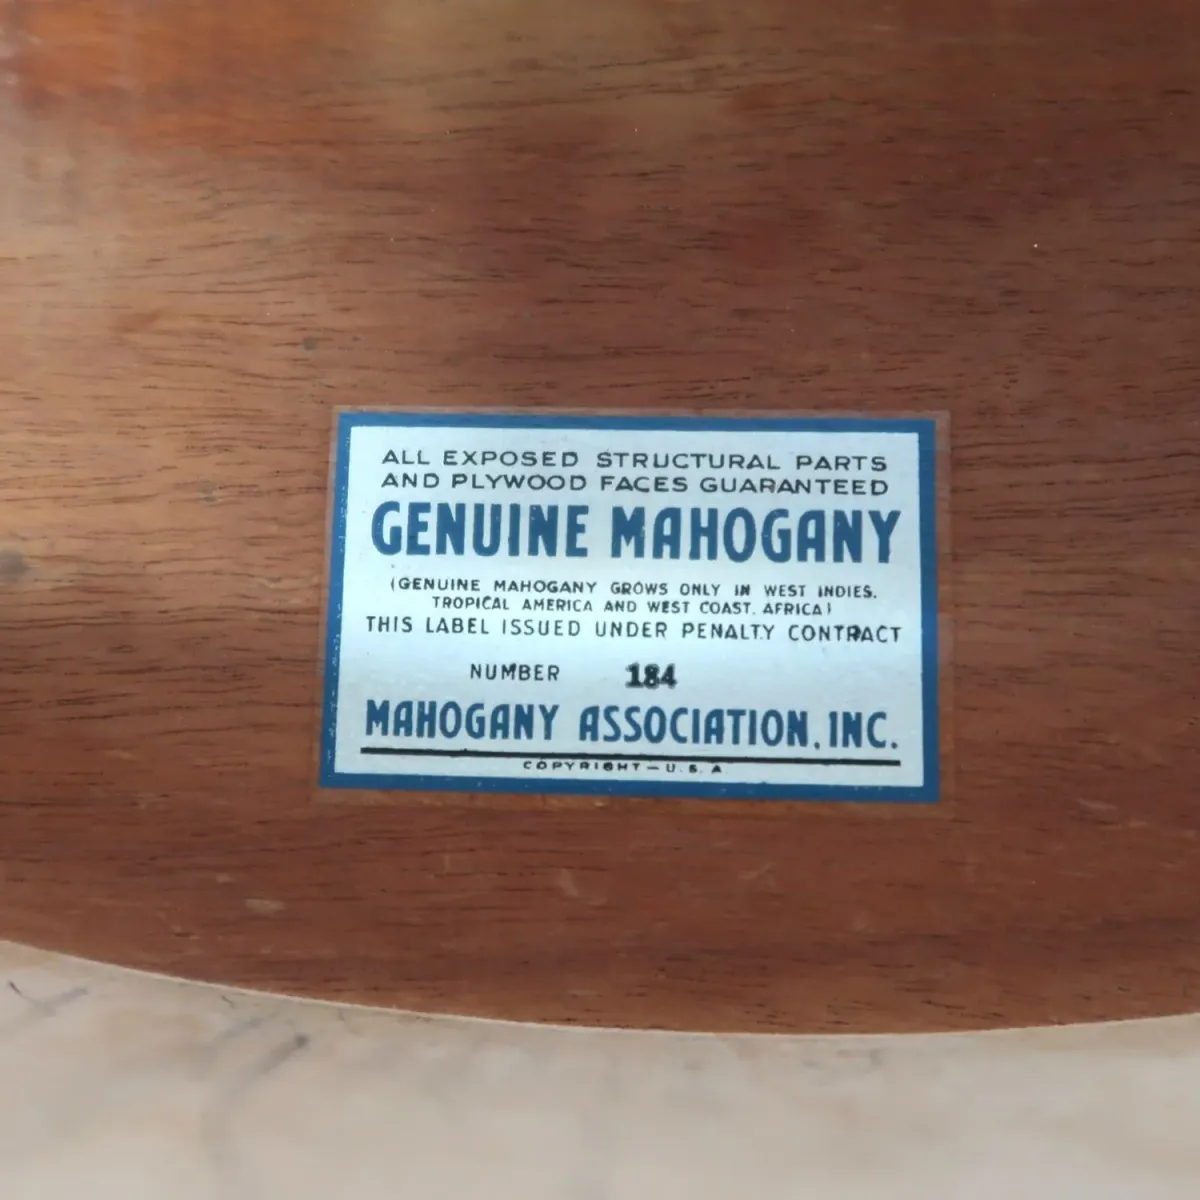 ALL EXPOSED STRUCTURAL PARTS
AND PLYWOOD FACES GUARANTEED
GENUINE MAHOGANY
(GENUINE MAHOGANY GROWS ONLY IN WEST INDIES.
TROPICAL AMERICA AND WEST COAST. AFRICA)
THIS LABEL ISSUED UNDER PENALTY CONTRACT
NUMBER 184
MAHOGANY ASSOCIATION, INC.
COPYRIGHT – U. S. A